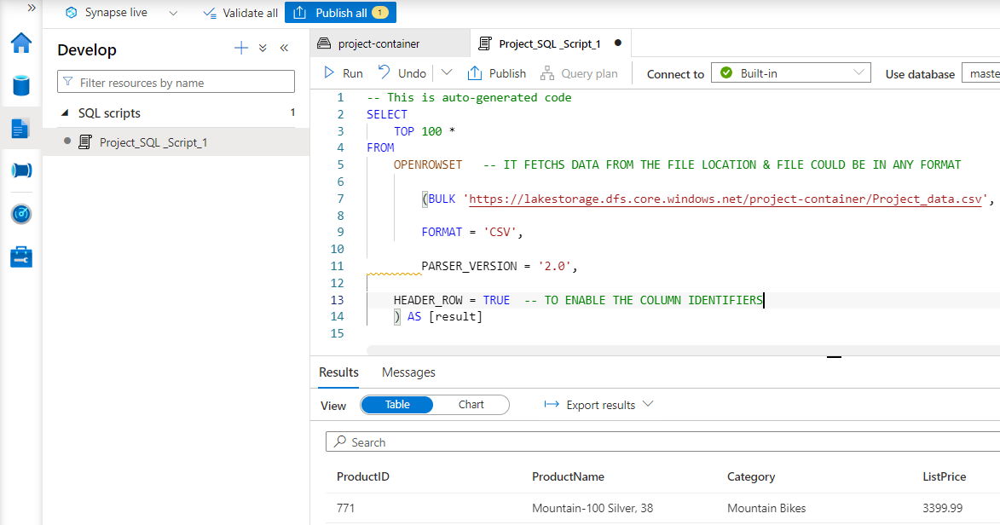 Synapse live
Validate all
Publish all 1
Develop
Filter resources by name
SQL scripts 1
Project_SQL _Script_1
project-container
Project_SQL _Script_1
Run
Undo
Publish
Query plan
Connect to
Built-in
Use database
maste
1 -- This is auto-generated code
2 SELECT
3 TOP 100 *
4 FROM
5 OPENROWSET -- IT FETCHS DATA FROM THE FILE LOCATION & FILE COULD BE IN ANY FORMAT
6
7 (BULK 'https://lakestorage.dfs.core.windows.net/project-container/Project_data.csv',
8
9 FORMAT = 'CSV',
10
11 PARSER_VERSION = '2.0',
12
13 HEADER_ROW = TRUE -- TO ENABLE THE COLUMN IDENTIFIERS
14 ) AS [result]
15
Results Messages
View Table Chart Export results
Search
ProductID ProductName Category ListPrice
771 Mountain-100 Silver, 38 Mountain Bikes 3399.99